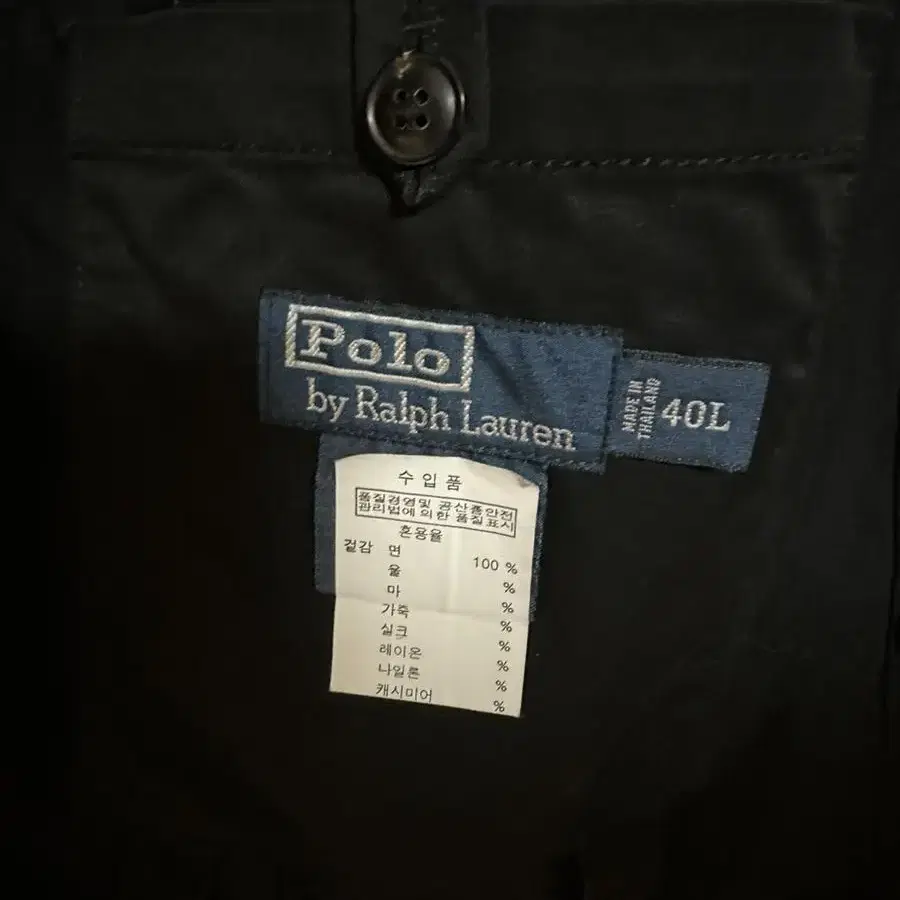 Polo
by Ralph Lauren
MADE IN
THAILAND
40L
수입품
품질경영및 공산품안전
관리법에의한 품질표시
혼용율
겉감 면 100 %
울 %
마 %
가죽 %
실크 %
레이온 %
나일론 %
캐시미어 %